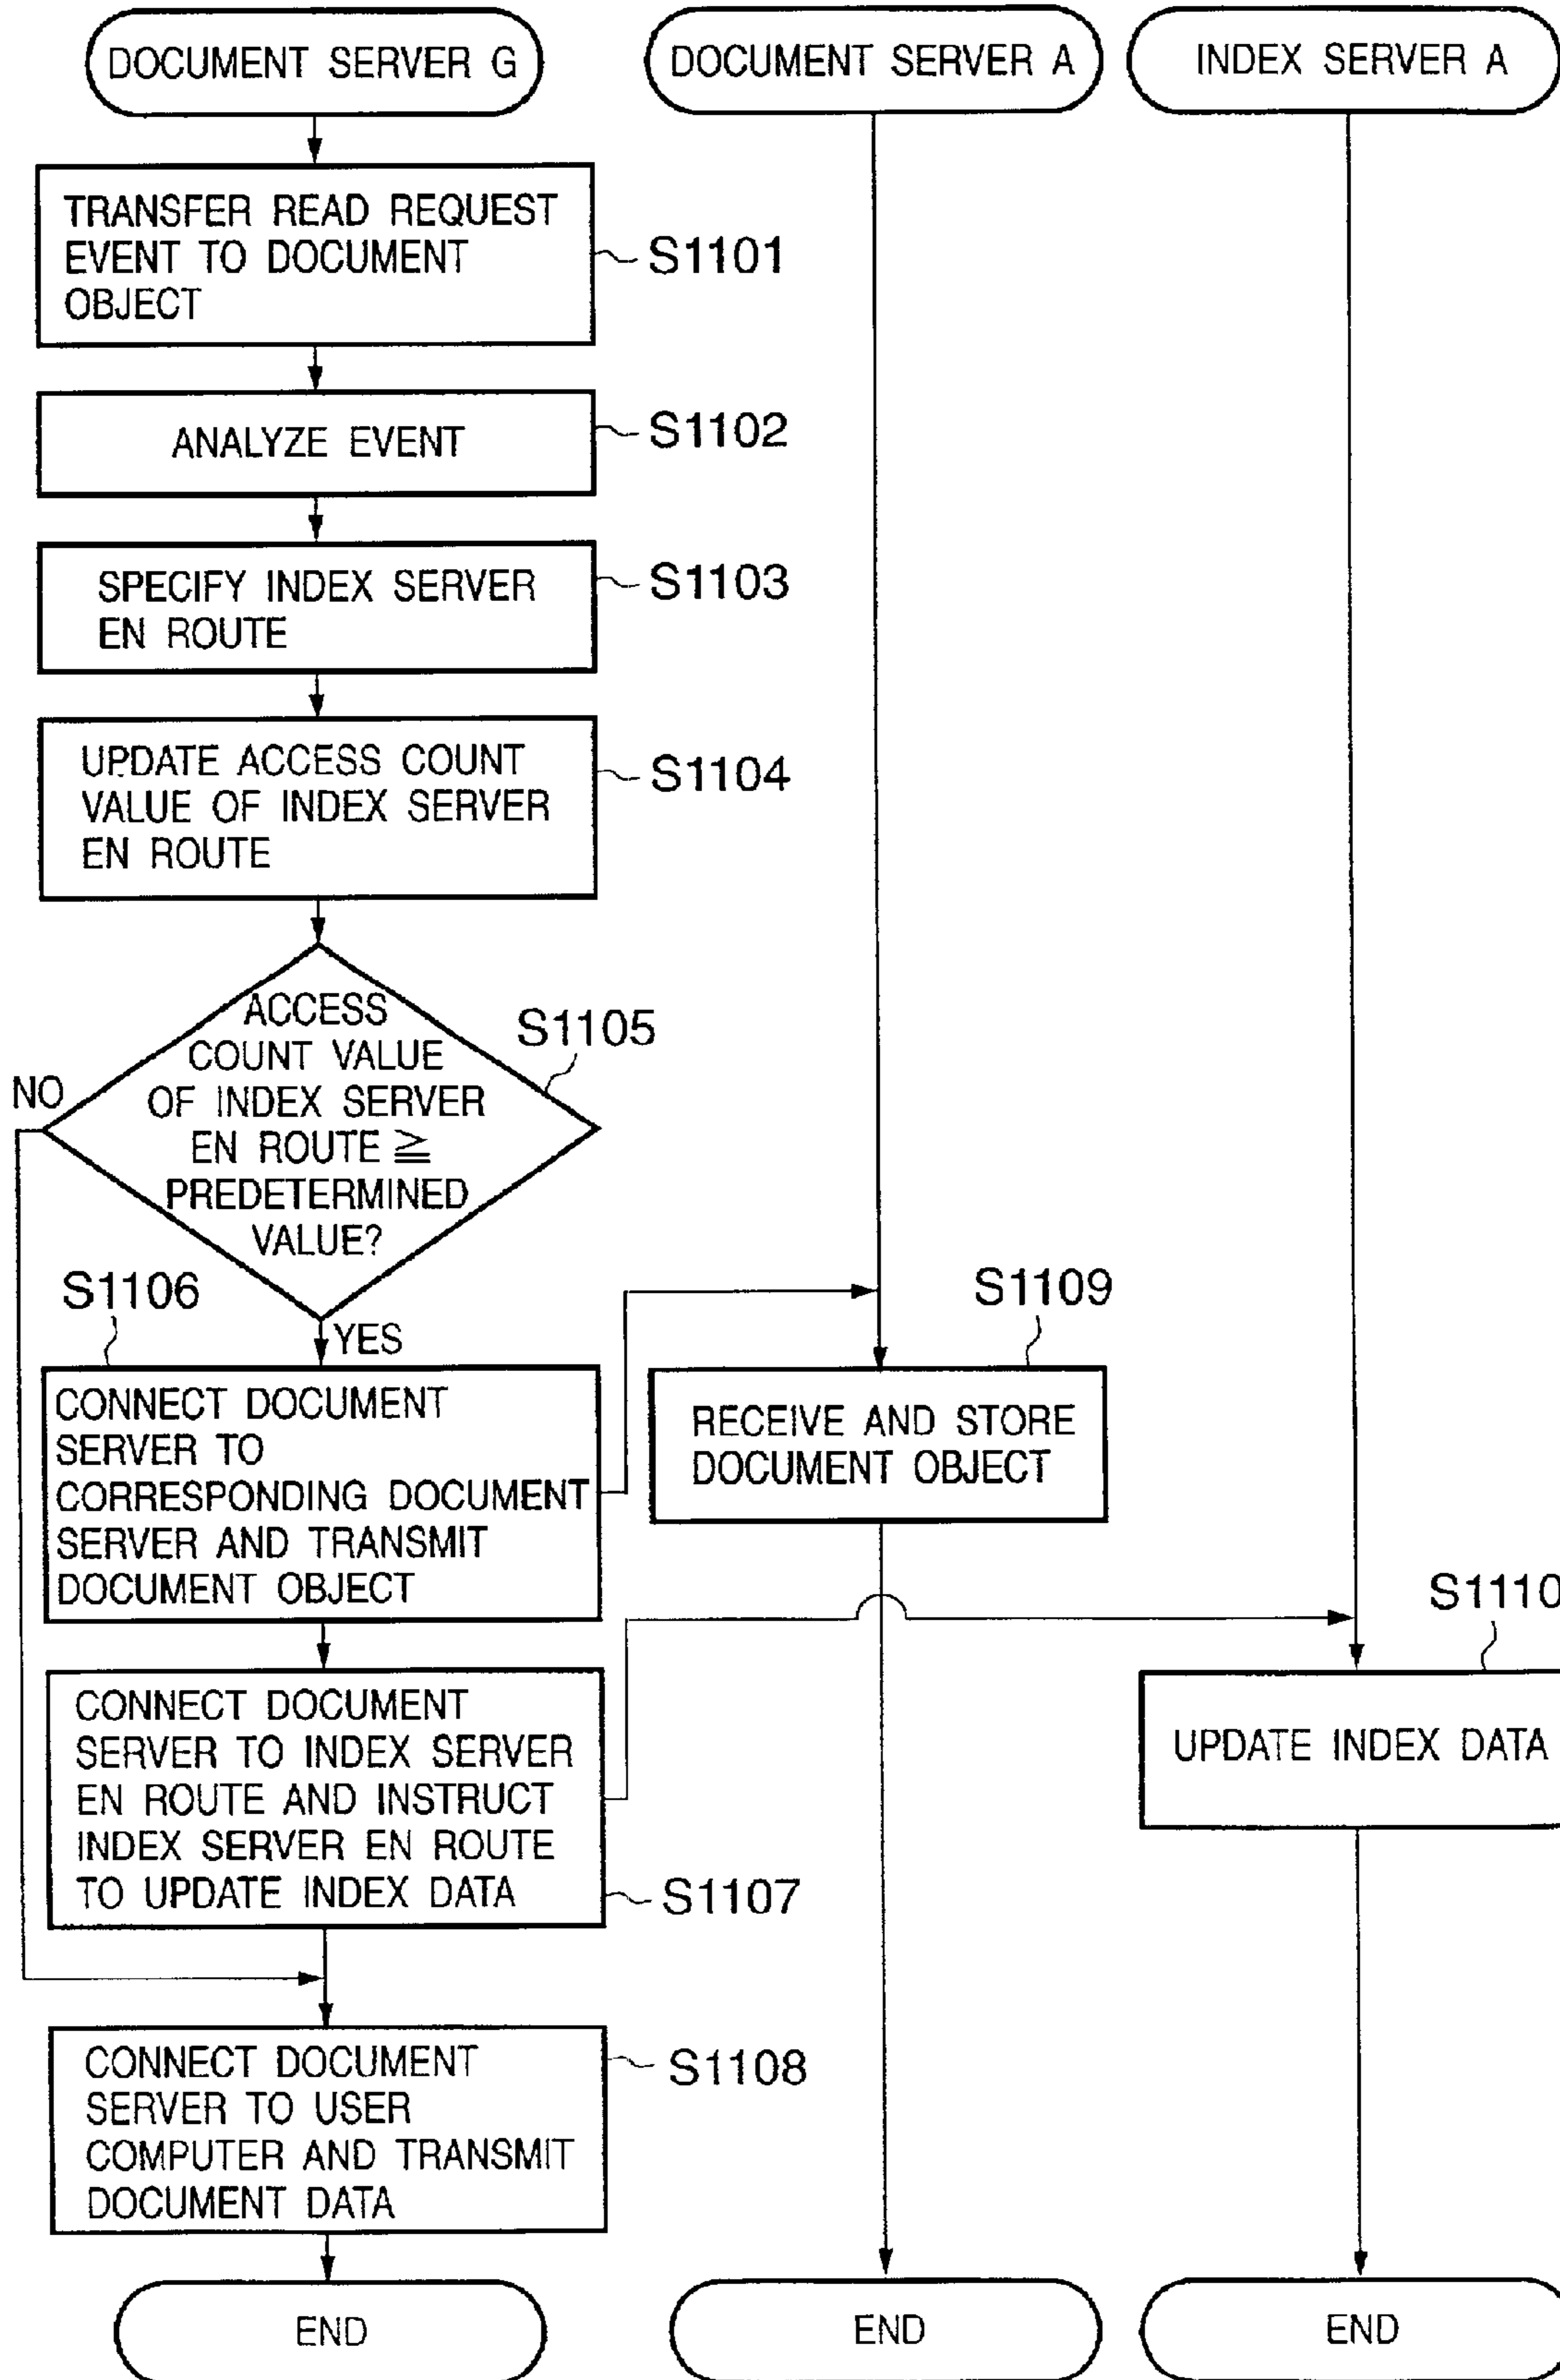 DOCUMENT SERVER G
DOCUMENT SERVER A
INDEX SERVER A
TRANSFER READ REQUEST
EVENT TO DOCUMENT
OBJECT
S1101
ANALYZE EVENT
S1102
SPECIFY INDEX SERVER
EN ROUTE
S1103
UPDATE ACCESS COUNT
VALUE OF INDEX SERVER
EN ROUTE
S1104
ACCESS
COUNT VALUE
OF INDEX SERVER
EN ROUTE ≧
PREDETERMINED
VALUE?
S1105
NO
YES
S1106
CONNECT DOCUMENT
SERVER TO
CORRESPONDING DOCUMENT
SERVER AND TRANSMIT
DOCUMENT OBJECT
S1109
RECEIVE AND STORE
DOCUMENT OBJECT
CONNECT DOCUMENT
SERVER TO INDEX SERVER
EN ROUTE AND INSTRUCT
INDEX SERVER EN ROUTE
TO UPDATE INDEX DATA
S1107
S1110
UPDATE INDEX DATA
CONNECT DOCUMENT
SERVER TO USER
COMPUTER AND TRANSMIT
DOCUMENT DATA
S1108
END
END
END